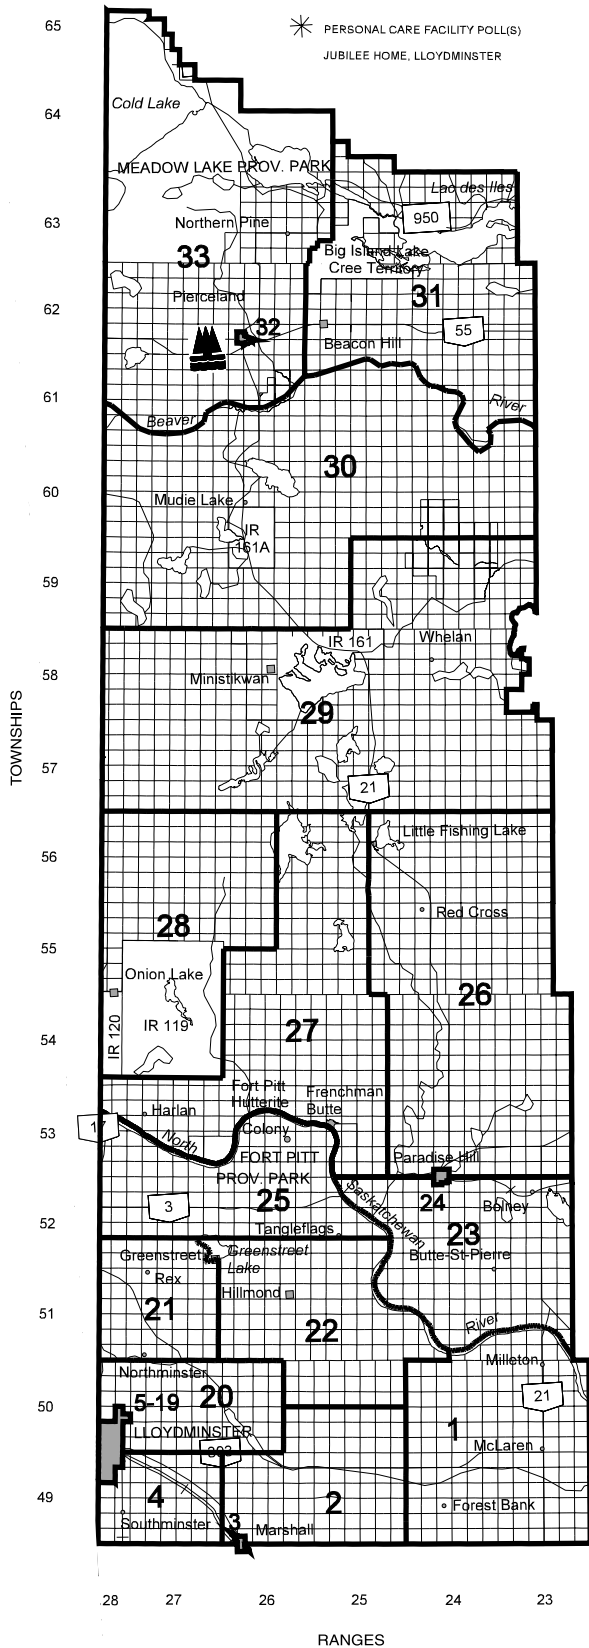 65
PERSONAL CARE FACILITY POLL(S)
JUBILEE HOME, LLOYDMINSTER
Cold Lake
64
MEADOW LAKE PROV. PARK
Lac des Iles
950
63
Northern Pine
Big Island Lake
Cree Territory
33
31
Pierceland
62
32
55
Beacon Hill
61
River
Beaver
30
60
Mudie Lake
IR
161A
59
Whelan
IR 161
58
Ministikwan
29
TOWNSHIPS
57
21
Little Fishing Lake
56
Red Cross
28
55
Onion Lake
26
IR 120
IR 119
27
54
Fort Pitt
Hutterite
Colony
Frenchman
Butte
Harlan
17
53
North
FORT PITT
PROV. PARK
Paradise Hill
25
Saskatchewan
24
Bolney
3
52
Tangleflags
23
Greenstreet
Greenstreet
Lake
Butte-St-Pierre
Rex
Hillmond
21
51
22
River
Milleton
Northminster
20
5-19
50
21
LLOYDMINSTER
1
303
McLaren
4
2
49
Forest Bank
Southminster
3
Marshall
28
27
26
25
24
23
RANGES